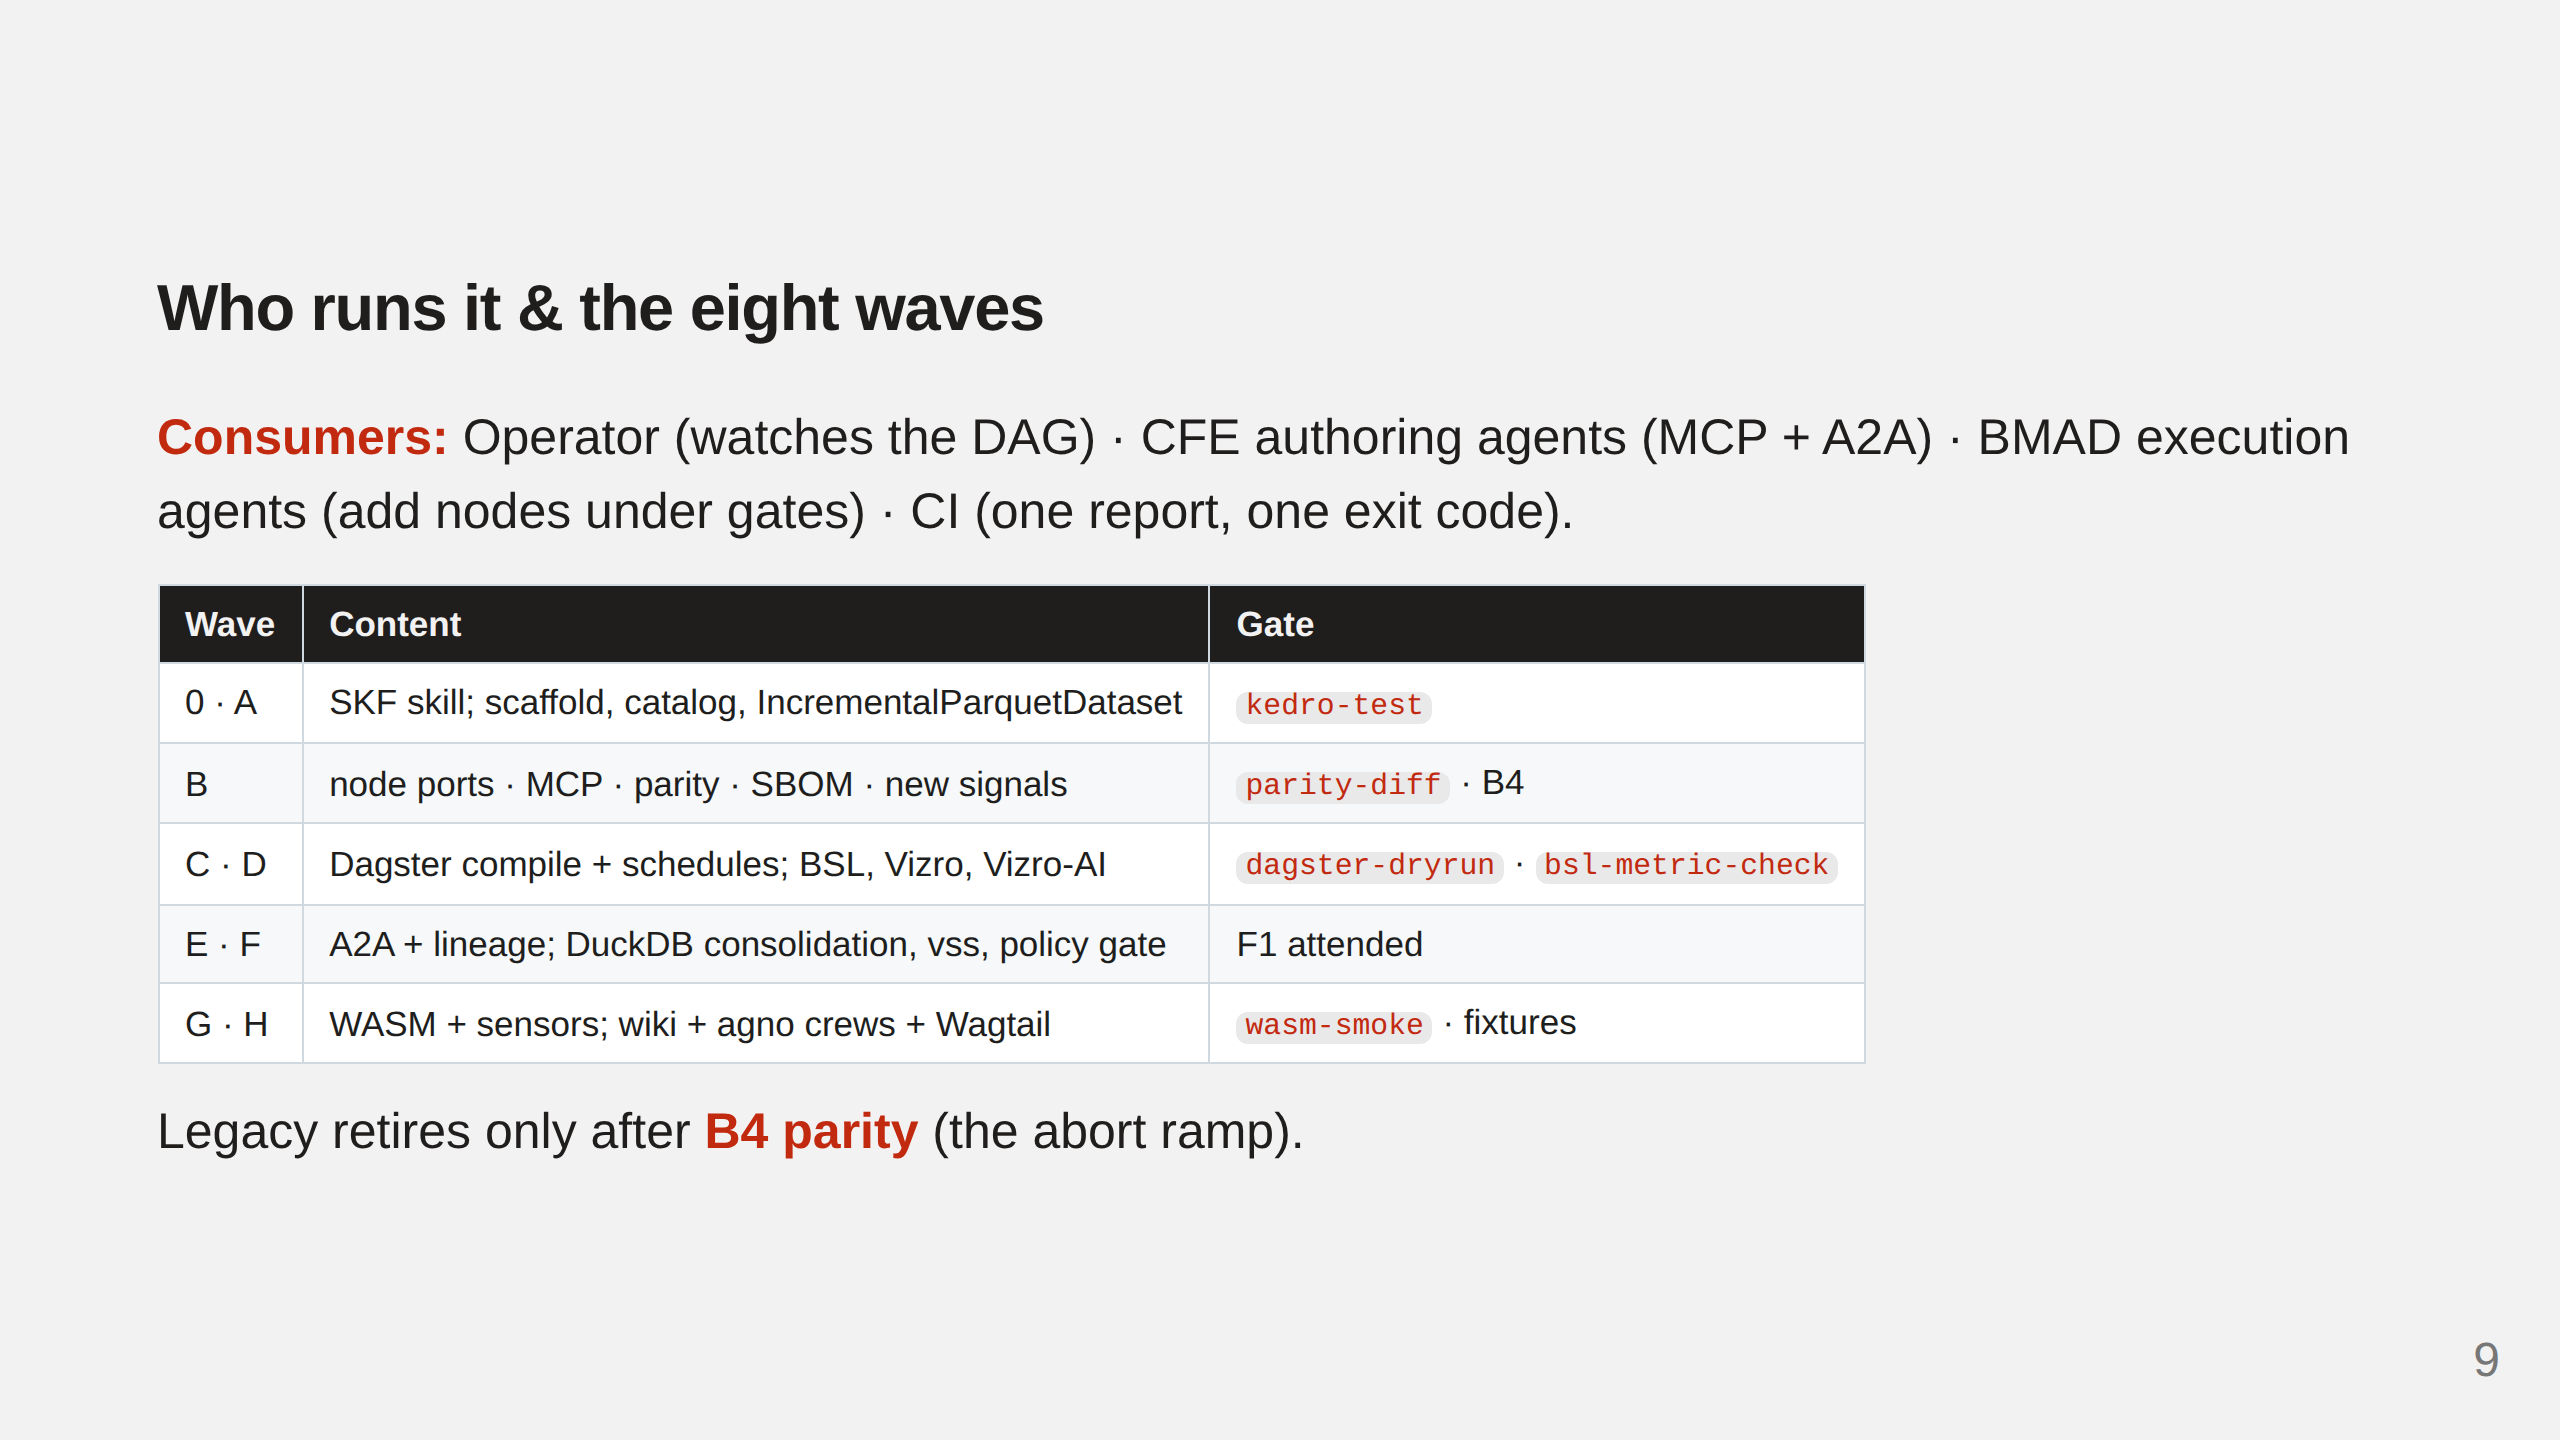 Who runs it & the eight waves
Consumers: Operator (watches the DAG) · CFE authoring agents (MCP + A2A) · BMAD execution
agents (add nodes under gates) · CI (one report, one exit code).
Wave Content Gate
0 · A SKF skill; scaffold, catalog, IncrementalParquetDataset kedro-test
B node ports · MCP · parity · SBOM · new signals parity-diff · B4
C · D Dagster compile + schedules; BSL, Vizro, Vizro-AI dagster-dryrun · bsl-metric-check
E · F A2A + lineage; DuckDB consolidation, vss, policy gate F1 attended
G · H WASM + sensors; wiki + agno crews + Wagtail wasm-smoke · fixtures
Legacy retires only after B4 parity (the abort ramp).
9